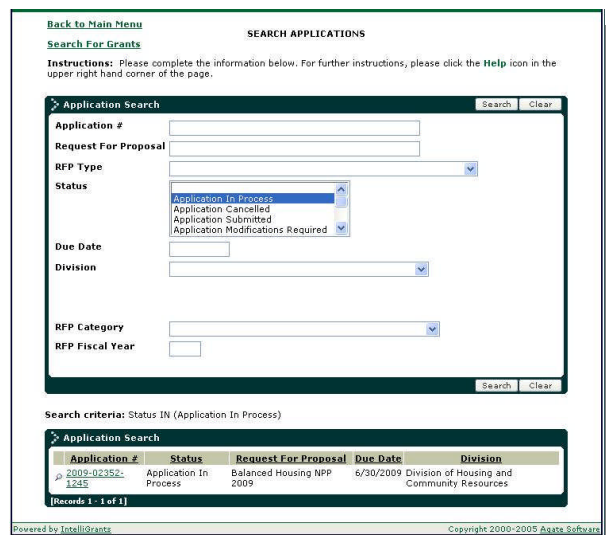 Back to Main Menu
SEARCH APPLICATIONS
Search For Grants
Instructions: Please complete the information below. For further instructions, please click the Help icon in the
upper right hand corner of the page.
Application Search
Search Clear
Application #
Request For Proposal
RFP Type
Status
Application In Process
Application Cancelled
Application Submitted
Application Modifications Required
Due Date
Division
RFP Category
RFP Fiscal Year
Search Clear
Search criteria: Status IN (Application In Process)
Application Search
Application # Status Request For Proposal Due Date Division
2009-02352- Application In Balanced Housing NPP 6/30/2009 Division of Housing and
1245 Process 2009 Community Resources
[Records 1 - 1 of 1]
Powered by IntelliGrants Copyright 2000-2005 Agate Software